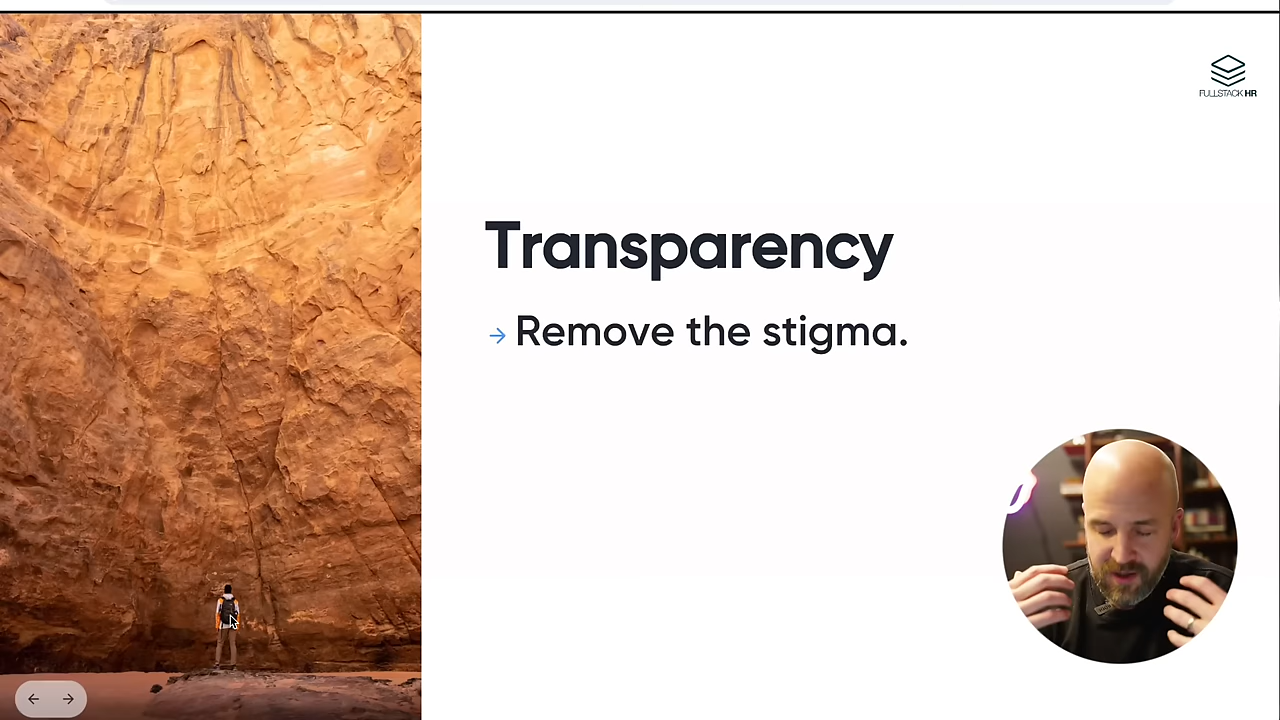 FULLSTACK HR
Transparency
→ Remove the stigma.